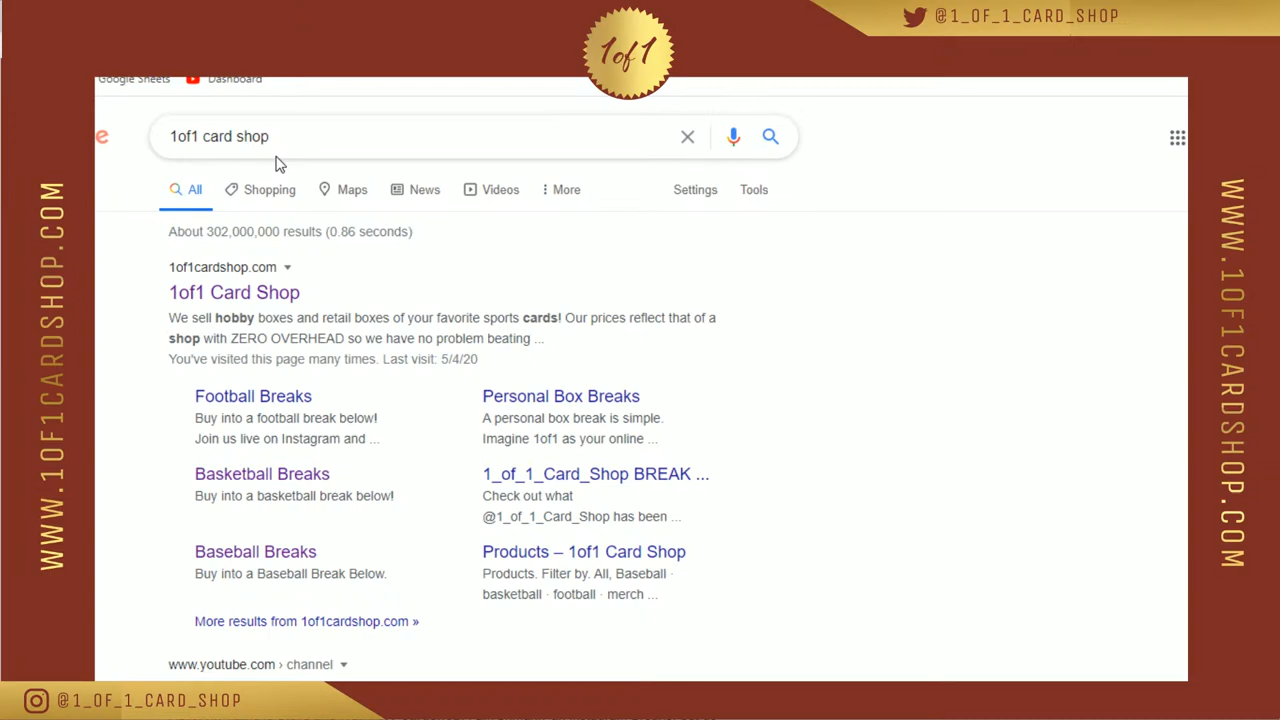 @1_OF_1_CARD_SHOP
1of1
Google Sheets Dashboard
e 1of1 card shop
All Shopping Maps News Videos More Settings Tools
About 302,000,000 results (0.86 seconds)
1of1cardshop.com
1of1 Card Shop
We sell hobby boxes and retail boxes of your favorite sports cards! Our prices reflect that of a
shop with ZERO OVERHEAD so we have no problem beating ...
You've visited this page many times. Last visit: 5/4/20
Football Breaks
Buy into a football break below!
Join us live on Instagram and ...
Personal Box Breaks
A personal box break is simple.
Imagine 1of1 as your online ...
Basketball Breaks
Buy into a basketball break below!
1_of_1_Card_Shop BREAK ...
Check out what
@1_of_1_Card_Shop has been ...
Baseball Breaks
Buy into a Baseball Break Below.
Products – 1of1 Card Shop
Products. Filter by. All, Baseball ·
basketball · football · merch ...
More results from 1of1cardshop.com »
www.youtube.com › channel
WWW.1OF1CARDSHOP.COM
WWW.1OF1CARDSHOP.COM
@1_OF_1_CARD_SHOP